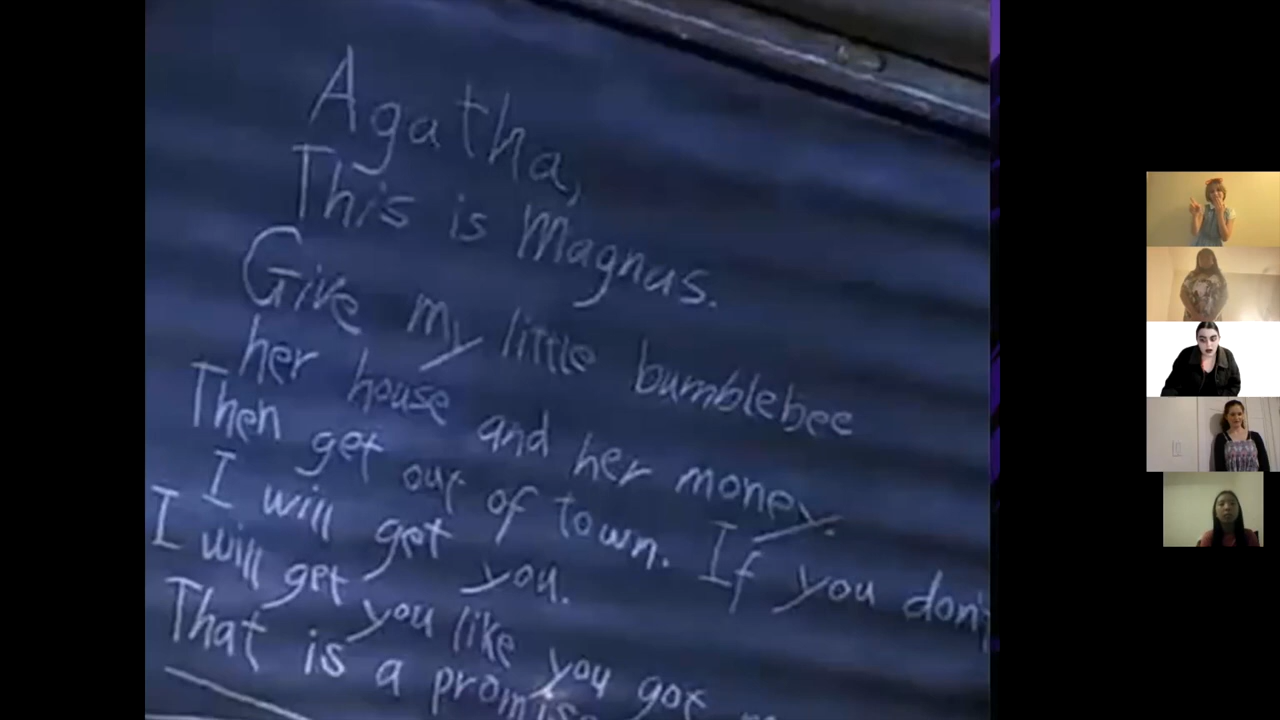 Agatha,
This is Magnus.
Give my little bumblebee
her house and her money.
Then get out of town. If you don't
I will get you.
I will get you like you got
That is a promise